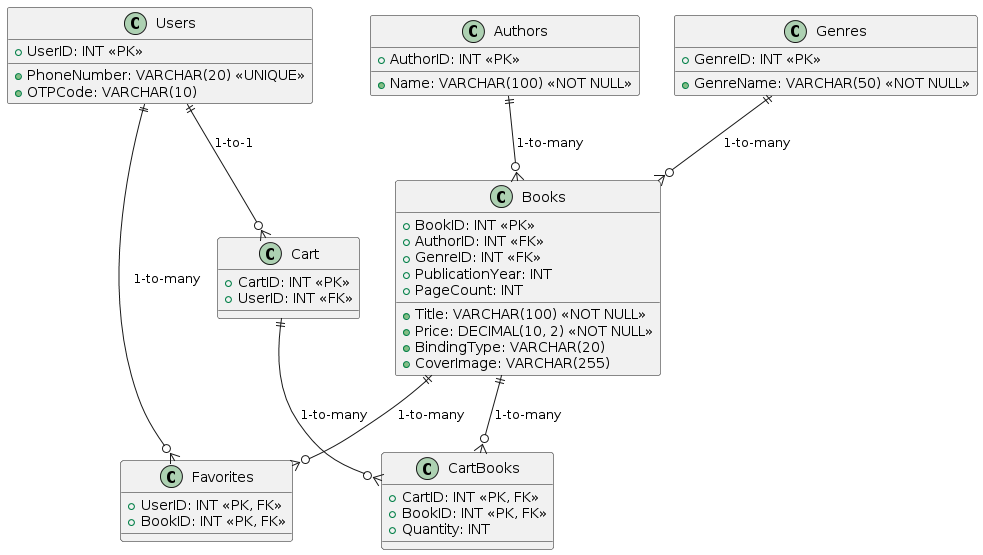 C Users
UserID: INT «PK»
PhoneNumber: VARCHAR(20) «UNIQUE»
OTPCode: VARCHAR(10)
C Authors
AuthorID: INT «PK»
Name: VARCHAR(100) «NOT NULL»
C Genres
GenreID: INT «PK»
GenreName: VARCHAR(50) «NOT NULL»
1-to-1
1-to-many
1-to-many
C Books
BookID: INT «PK»
AuthorID: INT «FK»
GenreID: INT «FK»
PublicationYear: INT
PageCount: INT
Title: VARCHAR(100) «NOT NULL»
Price: DECIMAL(10, 2) «NOT NULL»
BindingType: VARCHAR(20)
CoverImage: VARCHAR(255)
C Cart
CartID: INT «PK»
UserID: INT «FK»
1-to-many
1-to-many
1-to-many
1-to-many
C Favorites
UserID: INT «PK, FK»
BookID: INT «PK, FK»
C CartBooks
CartID: INT «PK, FK»
BookID: INT «PK, FK»
Quantity: INT